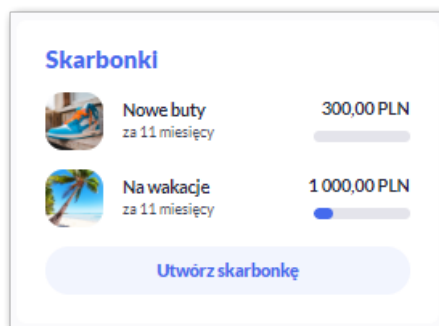 Skarbonki
Nowe buty 300,00 PLN
za 11 miesięcy
Na wakacje 1 000,00 PLN
za 11 miesięcy
Utwórz skarbonkę